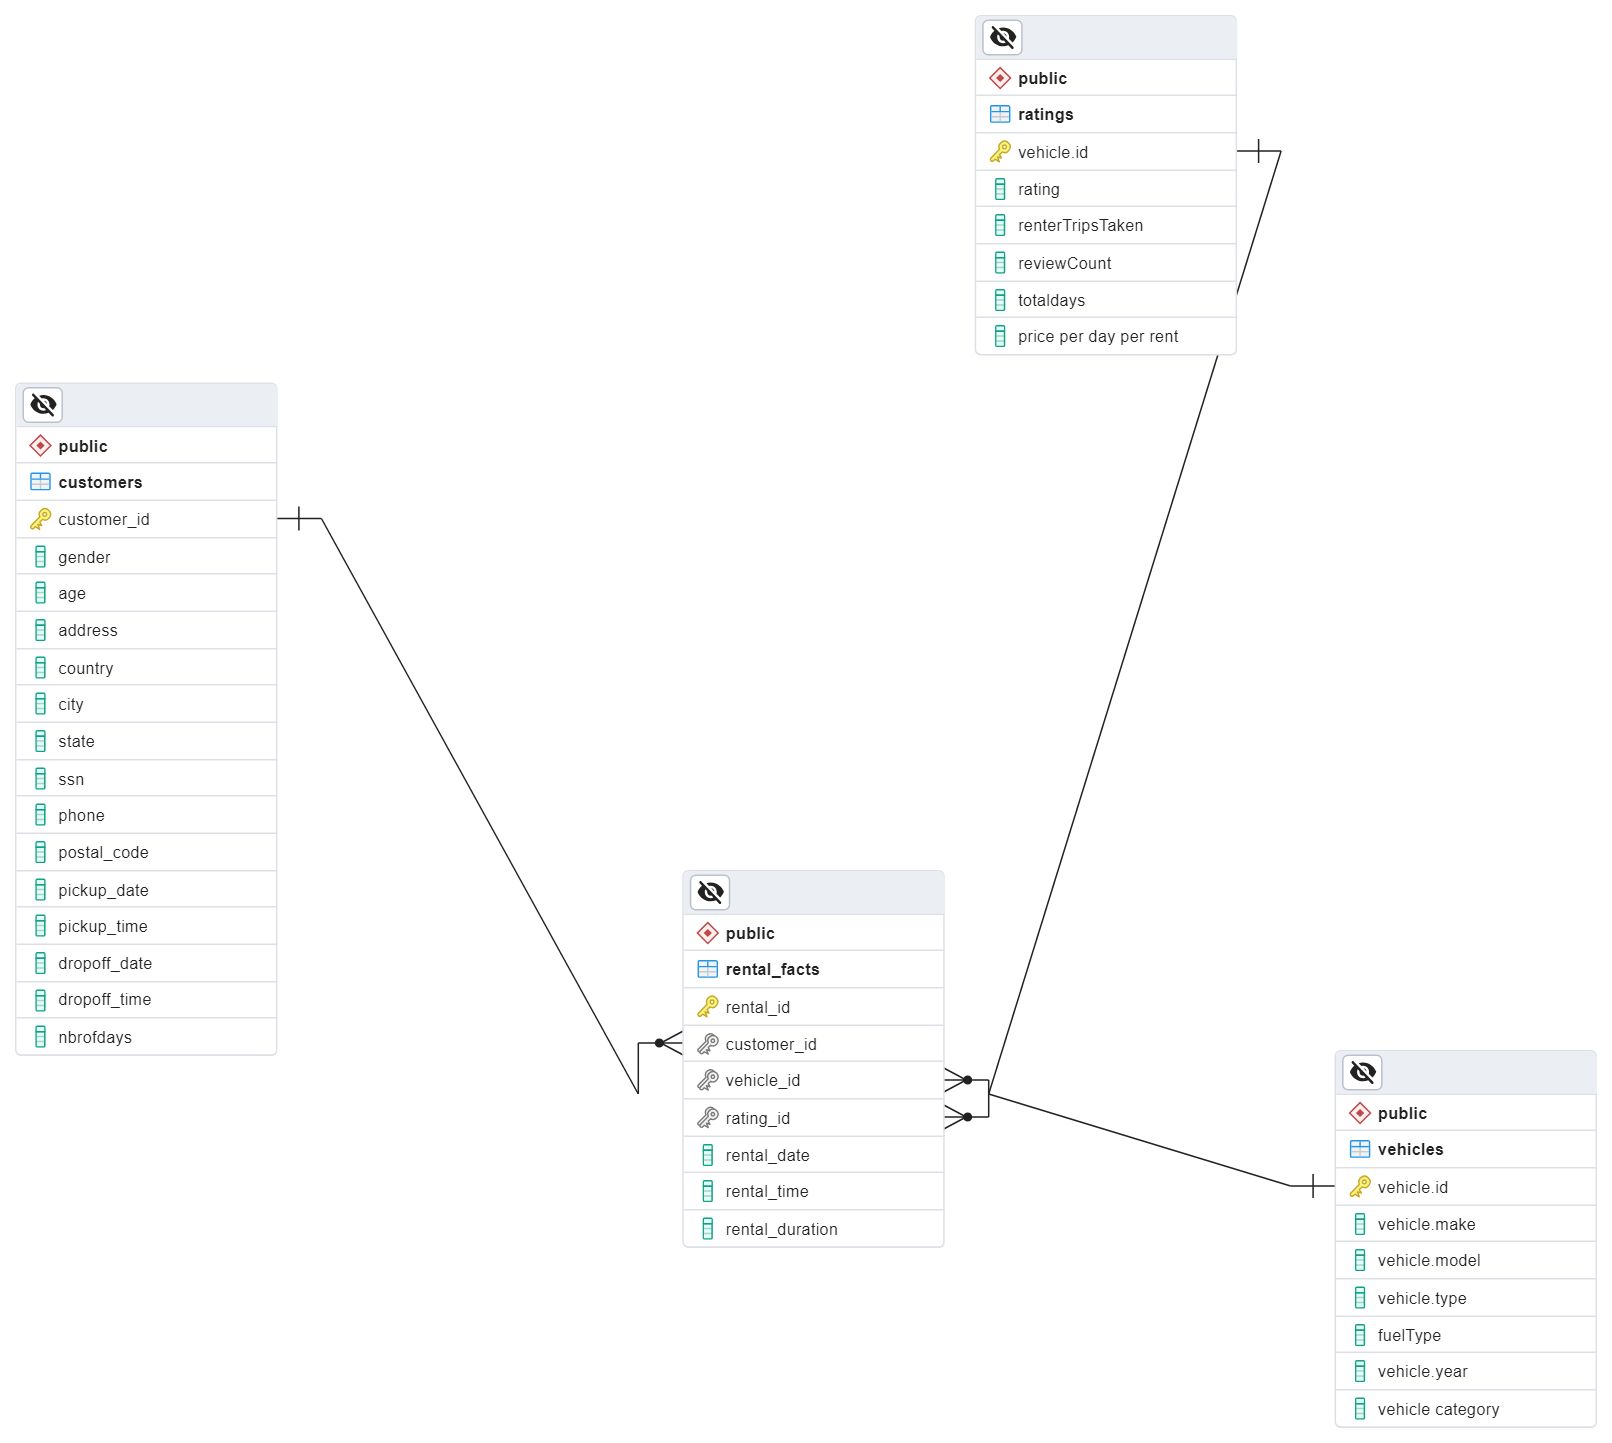 public
ratings
vehicle.id
rating
renterTripsTaken
reviewCount
totaldays
price per day per rent
public
customers
customer_id
gender
age
address
country
city
state
ssn
phone
postal_code
pickup_date
pickup_time
dropoff_date
dropoff_time
nbrofdays
public
rental_facts
rental_id
customer_id
vehicle_id
rating_id
rental_date
rental_time
rental_duration
public
vehicles
vehicle.id
vehicle.make
vehicle.model
vehicle.type
fuelType
vehicle.year
vehicle category